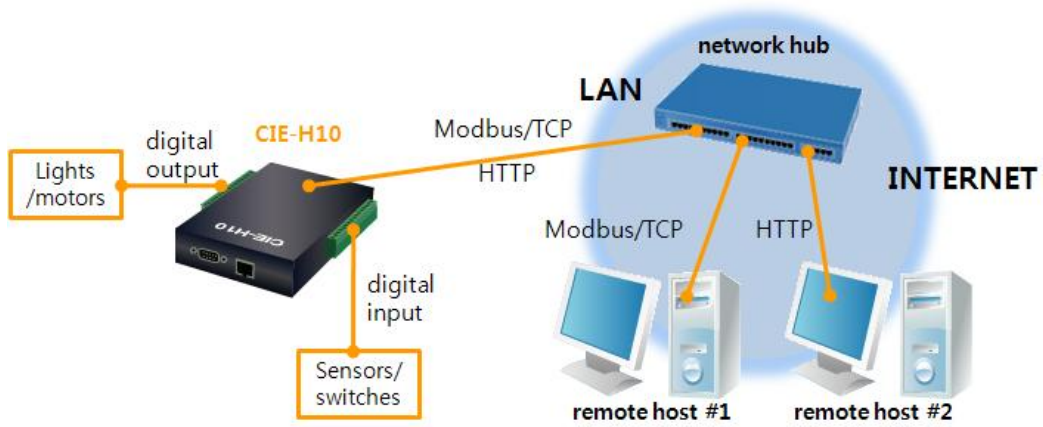 network hub
LAN
CIE-H10
Modbus/TCP
digital
output
HTTP
Lights
/motors
INTERNET
CIE-H10
Modbus/TCP
HTTP
digital
input
Sensors/
switches
remote host #1
remote host #2